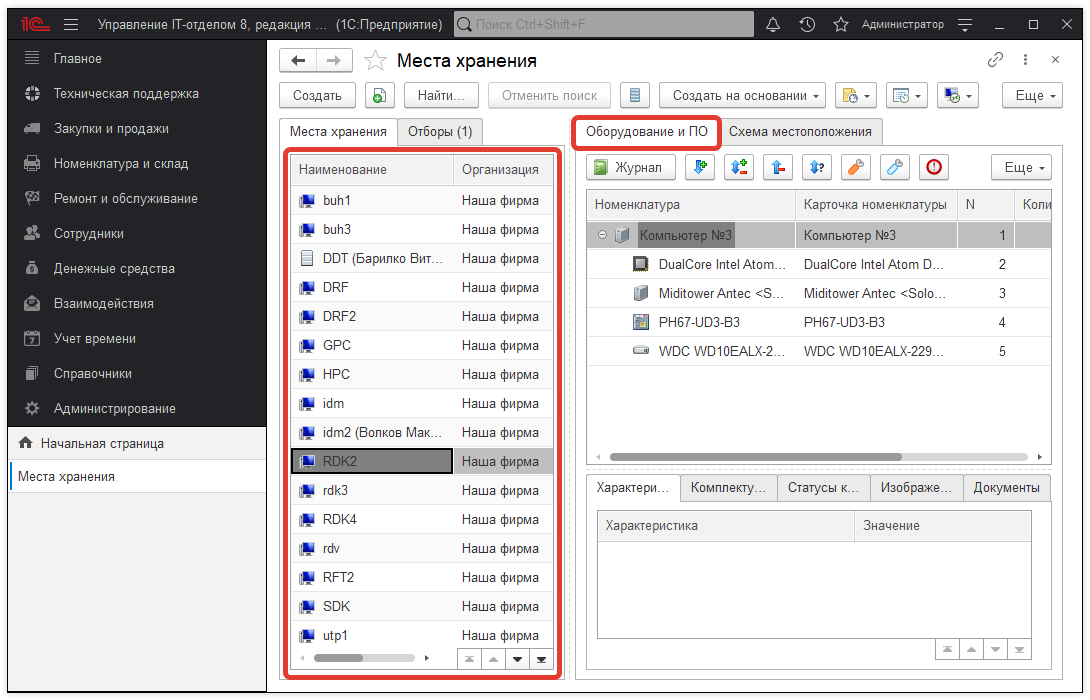 1С Управление IT-отделом 8, редакция ... (1С:Предприятие) Поиск Ctrl+Shift+F Администратор
Главное
Техническая поддержка
Закупки и продажи
Номенклатура и склад
Ремонт и обслуживание
Сотрудники
Денежные средства
Взаимодействия
7 Учет времени
Справочники
Администрирование
Начальная страница
Места хранения
Места хранения
Создать Найти... Отменить поиск Создать на основании Еще
Места хранения Отборы (1)
Наименование Организация
buh1 Наша фирма
buh3 Наша фирма
DDT (Барилко Вит... Наша фирма
DRF Наша фирма
DRF2 Наша фирма
GPC Наша фирма
HPC Наша фирма
idm Наша фирма
idm2 (Волков Мак... Наша фирма
RDK2 Наша фирма
rdk3 Наша фирма
RDK4 Наша фирма
rdv Наша фирма
RFT2 Наша фирма
SDK Наша фирма
utp1 Наша фирма
Оборудование и ПО Схема местоположения
Журнал ? Еще
Номенклатура Карточка номенклатуры N Коли
Компьютер №3 Компьютер №3 1
DualCore Intel Atom... DualCore Intel Atom D... 2
Miditower Antec <S... Miditower Antec <Solo... 3
PH67-UD3-B3 PH67-UD3-B3 4
WDC WD10EALX-2... WDC WD10EALX-229... 5
Характери... Комплекту... Статусы к... Изображе... Документы
Характеристика Значение